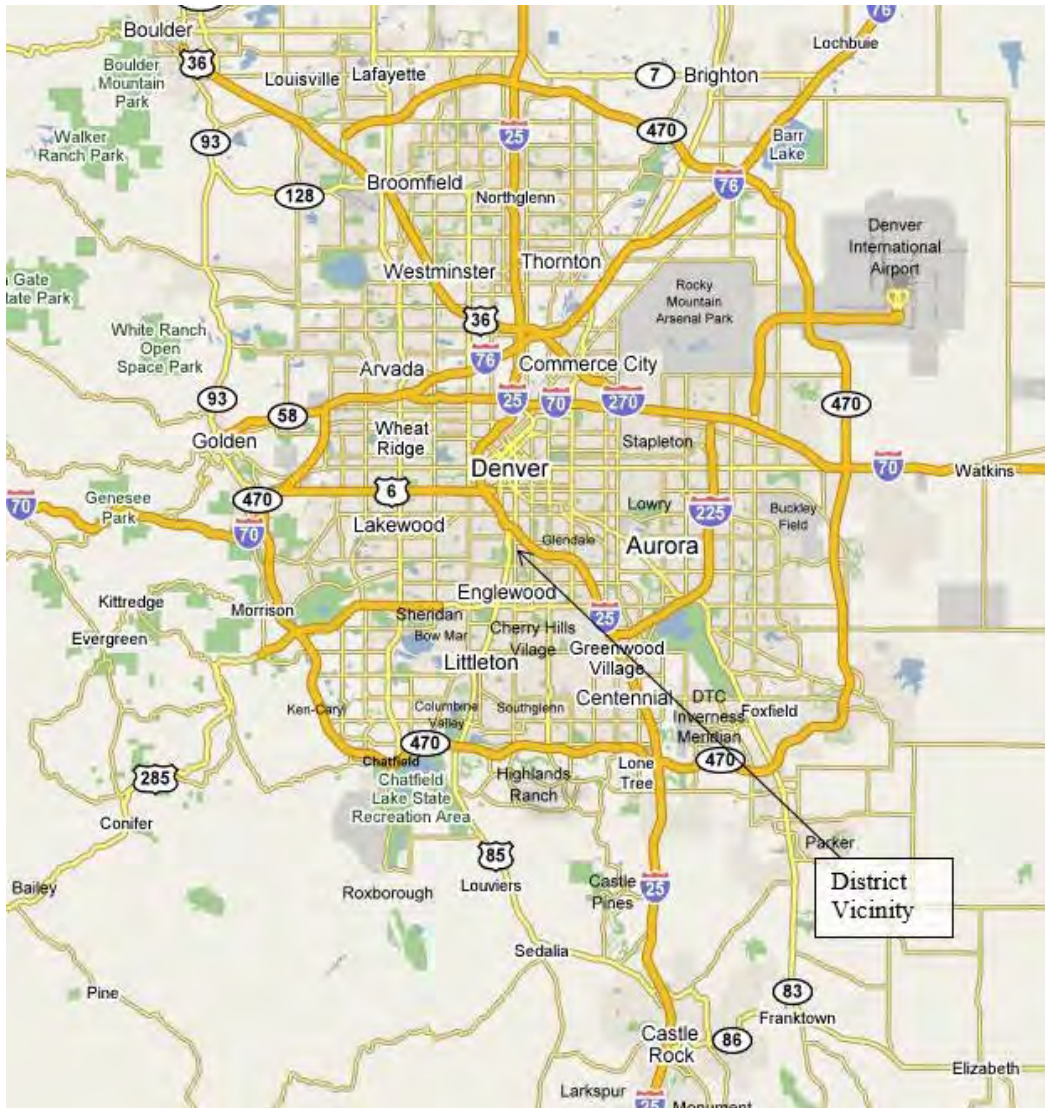 76
Boulder
Lochbuie
36
Boulder
Mountain
Park
Louisville
Lafayette
7
Brighton
Walker
Ranch Park
93
25
470
Barr
Lake
128
Broomfield
Northglenn
76
Denver
International
Airport
Westminster
Thornton
Gate
State Park
Rocky
Mountain
Arsenal Park
White Ranch
Open
Space Park
36
Arvada
76
Commerce City
93
58
25
70
270
470
Golden
Wheat
Ridge
Stapleton
Denver
70
Watkins
70
Genesee
Park
470
6
Lakewood
Lowry
225
Buckley
Field
70
Glendale
Aurora
Kittredge
Morrison
Englewood
Sheridan
25
Evergreen
Bow Mar
Cherry Hills
Vilage
Littleton
Greenwood
Village
Centennial
DTC
Inverness
Meridian
Foxfield
Ken-Caryl
Columbine
Valley
Southglenn
470
Chatfield
Lone
Tree
470
285
Chatfield
Lake State
Recreation Area
Highlands
Ranch
Conifer
Parker
85
District
Vicinity
Bailey
Roxborough
Louviers
Castle
Pines
25
Sedalia
Pine
83
Franktown
Castle
Rock
86
Elizabeth
Larkspur
25
Monument